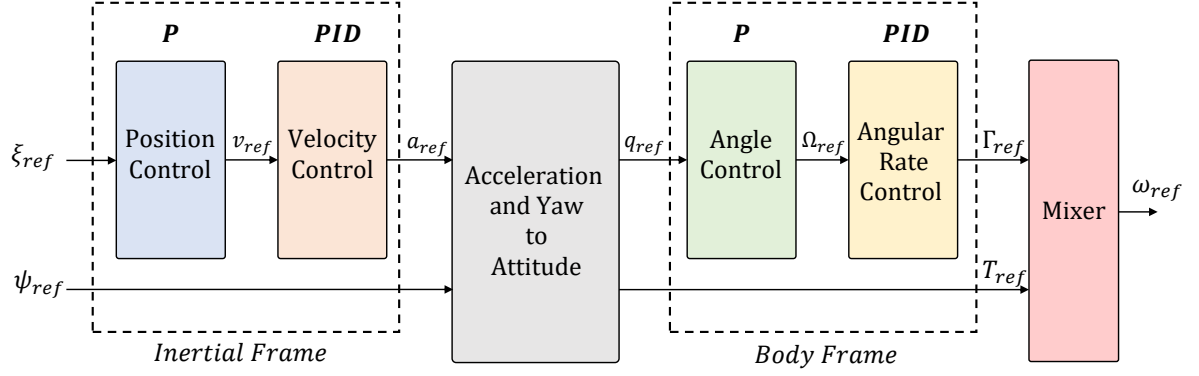 P
PID
P
PID
ξ_ref
Position
Control
v_ref
Velocity
Control
a_ref
Acceleration
and Yaw
to
Attitude
q_ref
Angle
Control
Ω_ref
Angular
Rate
Control
Γ_ref
Mixer
ω_ref
ψ_ref
T_ref
Inertial Frame
Body Frame